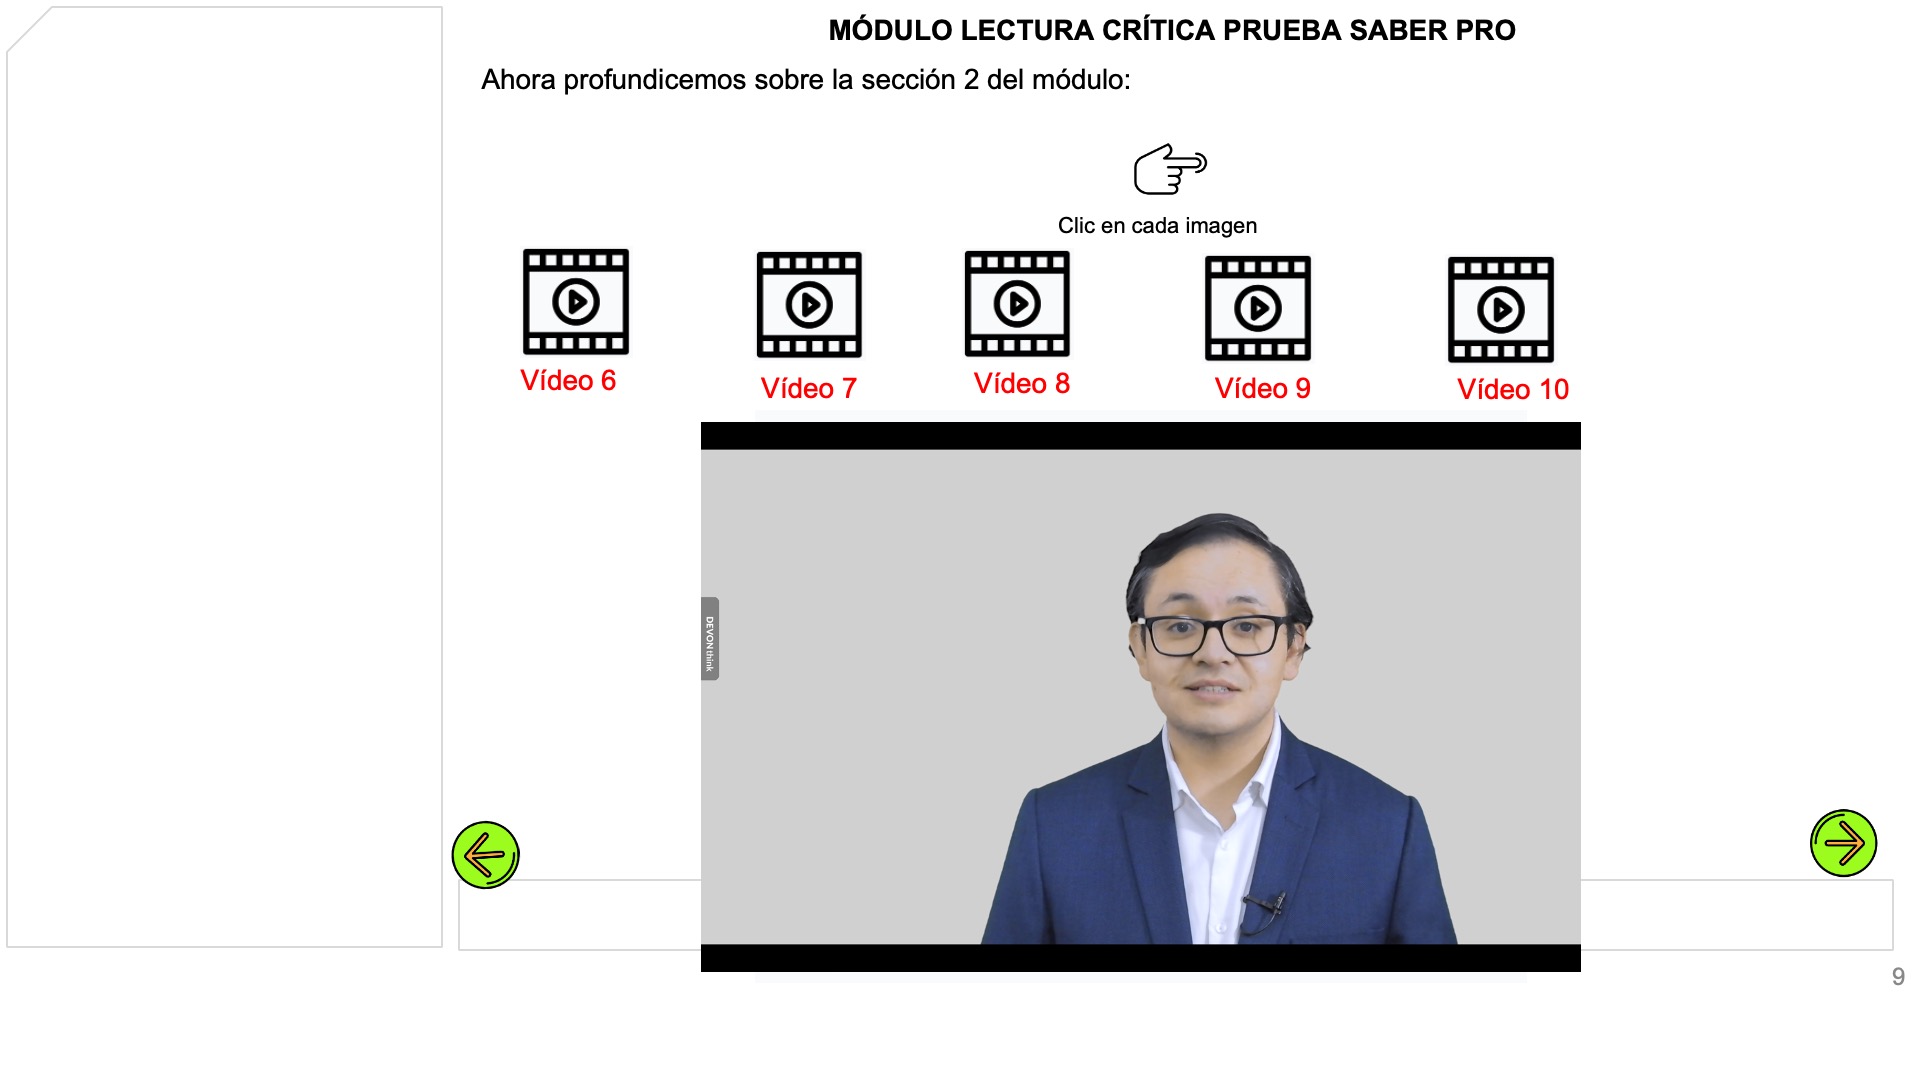 MÓDULO LECTURA CRÍTICA PRUEBA SABER PRO
Ahora profundicemos sobre la sección 2 del módulo:
Clic en cada imagen
Vídeo 6
Vídeo 7
Vídeo 8
Vídeo 9
Vídeo 10
DEVONthink
9